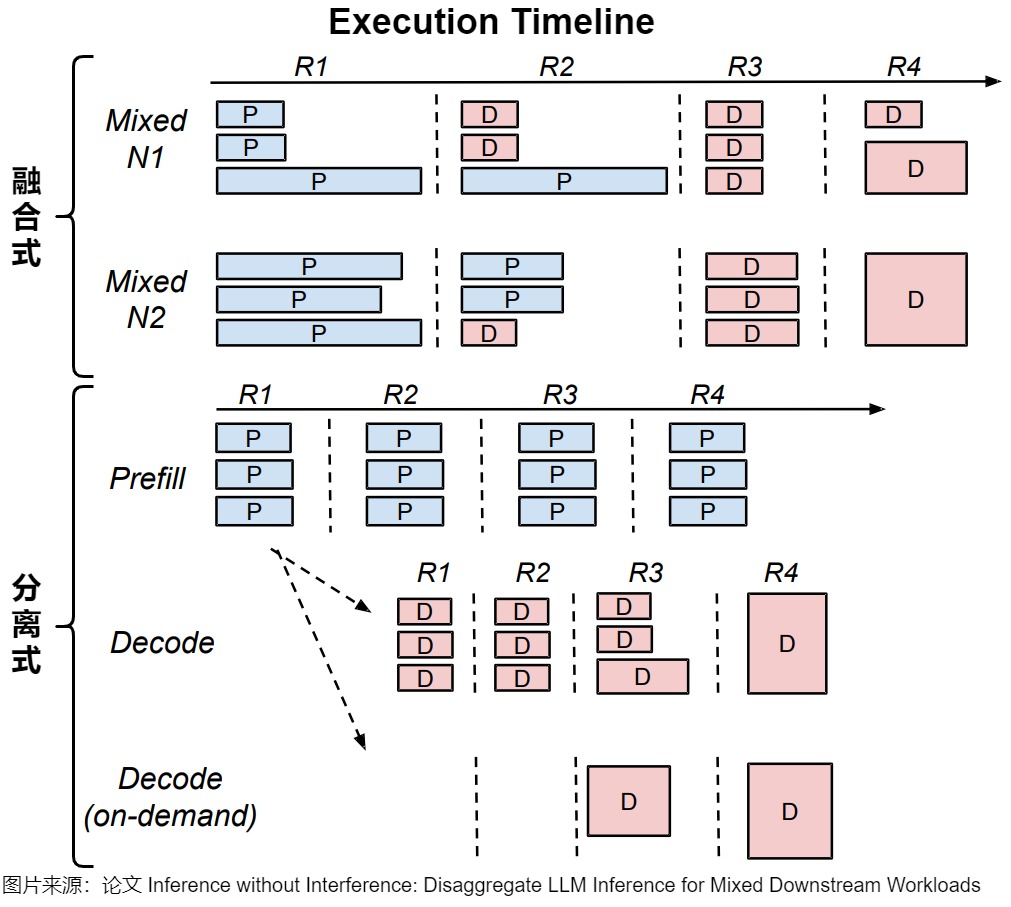 Execution Timeline
R1 R2 R3 R4
融合式
Mixed N1
P D D D
P D D
P P D D
Mixed N2
P P D
P P D D
P D D
R1 R2 R3 R4
分离式
Prefill
P P P P
P P P P
P P P P
R1 R2 R3 R4
Decode
D D D
D D D D
D D D
Decode
(on-demand)
D D
图片来源：论文 Inference without Interference: Disaggregate LLM Inference for Mixed Downstream Workloads